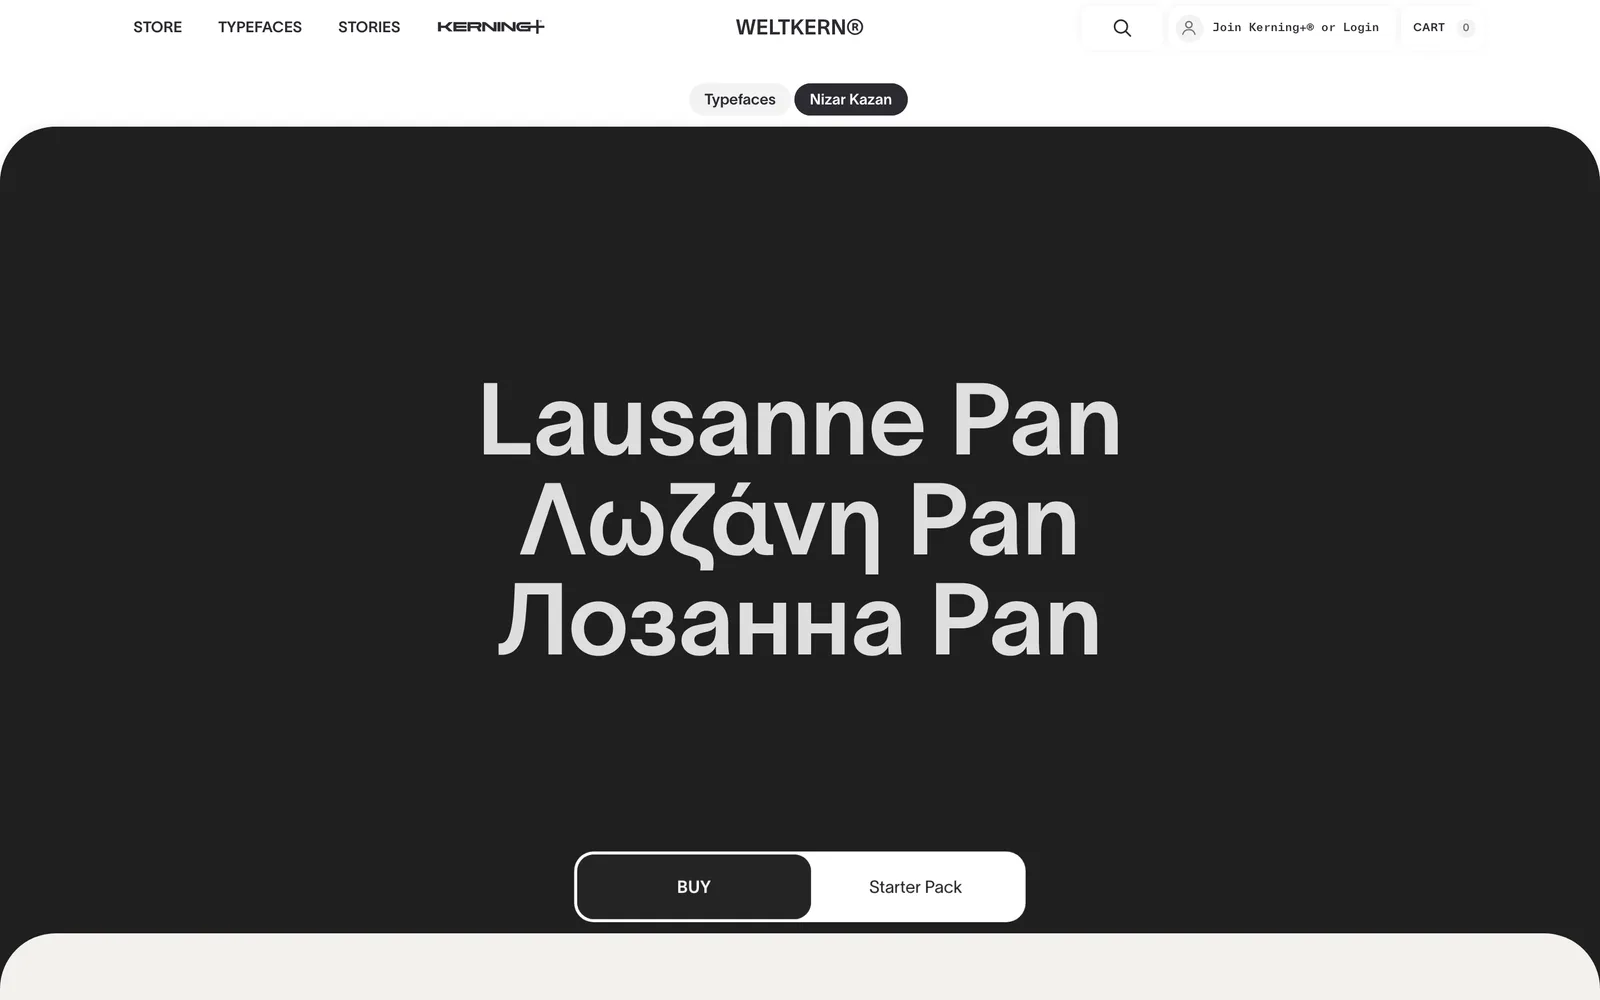 STORE
TYPEFACES
STORIES
KERNING+
WELTKERN®
Join Kerning+® or Login
CART 0
Typefaces
Nizar Kazan
Lausanne Pan
Λωζάνη Pan
Лозанна Pan
BUY
Starter Pack